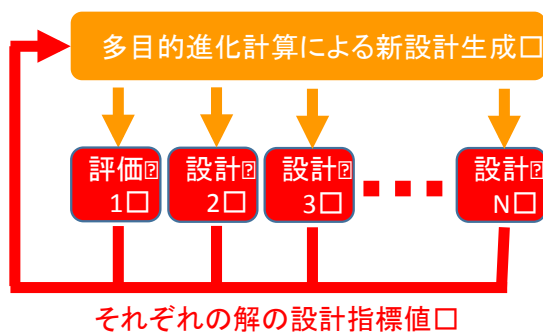 多目的進化計算による新設計生成□
評価⍰
1□
設計⍰
2□
設計⍰
3□
設計⍰
N□
それぞれの解の設計指標値□